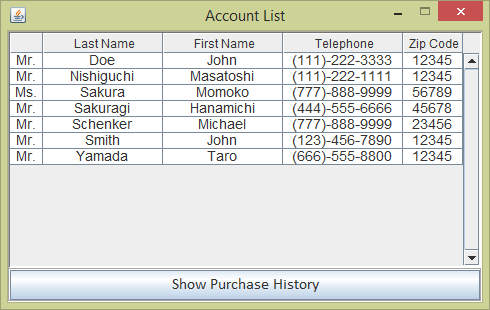 Account List
Last Name First Name Telephone Zip Code
Mr. Doe John (111)-222-3333 12345
Mr. Nishiguchi Masatoshi (111)-222-1111 12345
Ms. Sakura Momoko (777)-888-9999 56789
Mr. Sakuragi Hanamichi (444)-555-6666 45678
Mr. Schenker Michael (777)-888-9999 23456
Mr. Smith John (123)-456-7890 12345
Mr. Yamada Taro (666)-555-8800 12345
Show Purchase History